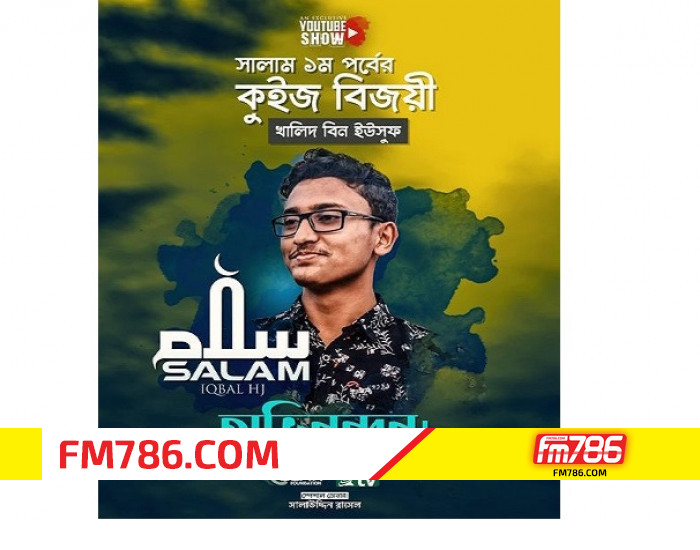 AN EXCLUSIVE
YOUTUBE
SHOW
সালাম ১ম পর্বের
কুইজ বিজয়ী
খালিদ বিন ইউসুফ
سلام
SALAM
IQBAL HJ
অভিনন্দন!
FM786.COM
fm786
FM786.COM
FOUNDATION
tv
সালাউদ্দিন রাসেল